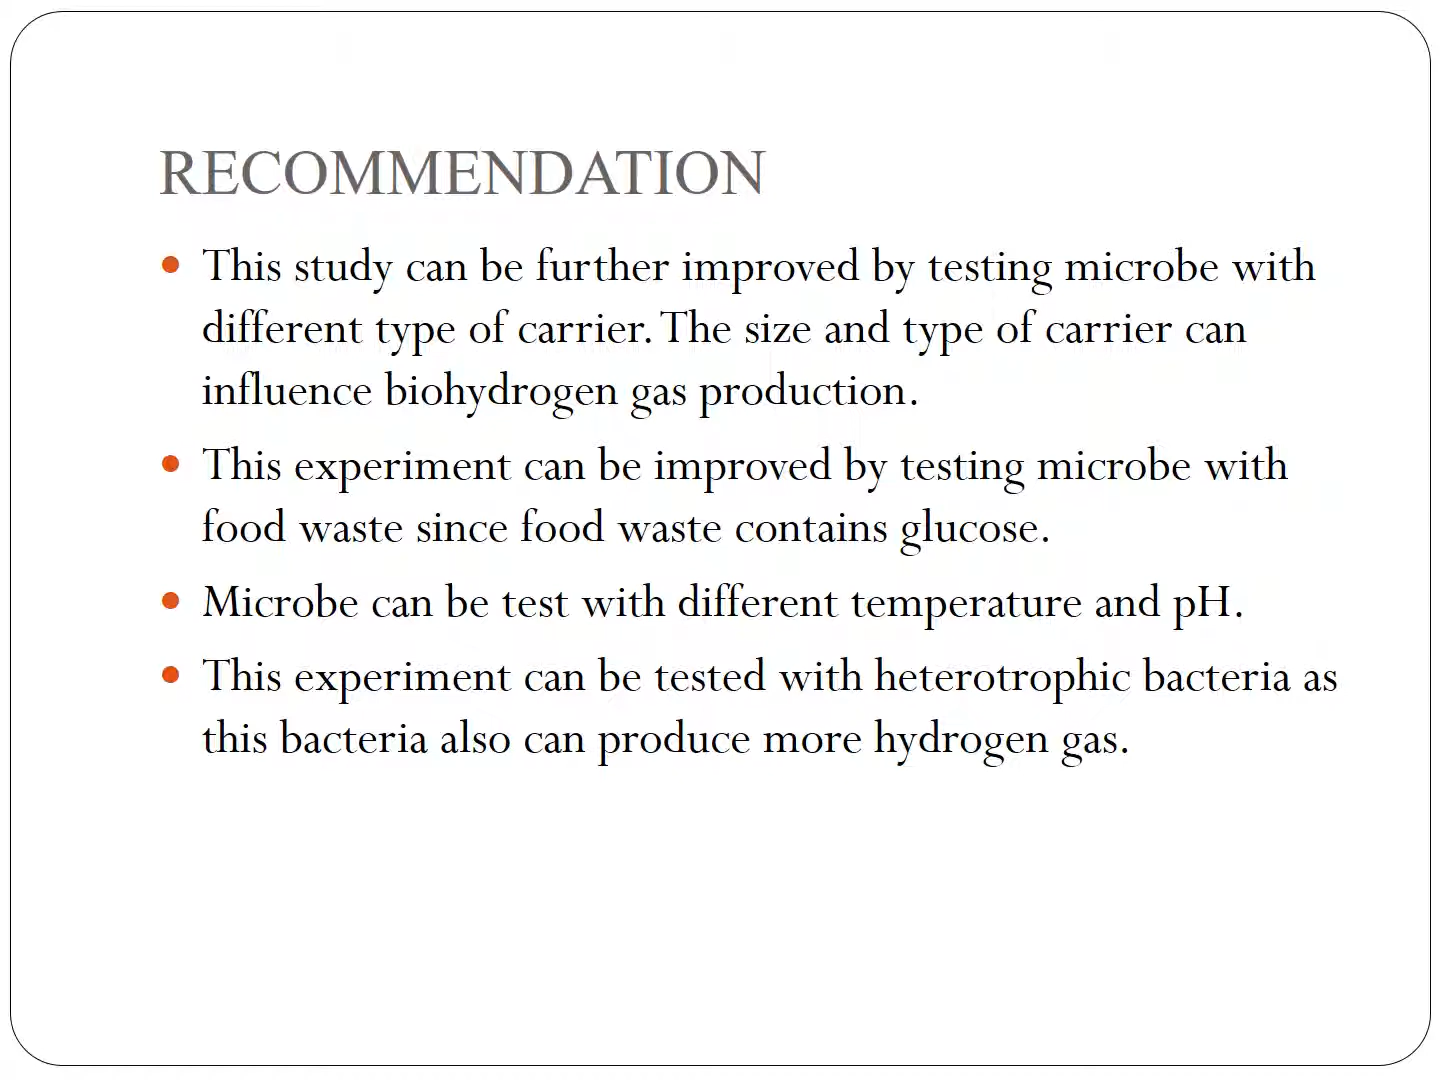 RECOMMENDATION
• This study can be further improved by testing microbe with
different type of carrier. The size and type of carrier can
influence biohydrogen gas production.
• This experiment can be improved by testing microbe with
food waste since food waste contains glucose.
• Microbe can be test with different temperature and pH.
• This experiment can be tested with heterotrophic bacteria as
this bacteria also can produce more hydrogen gas.